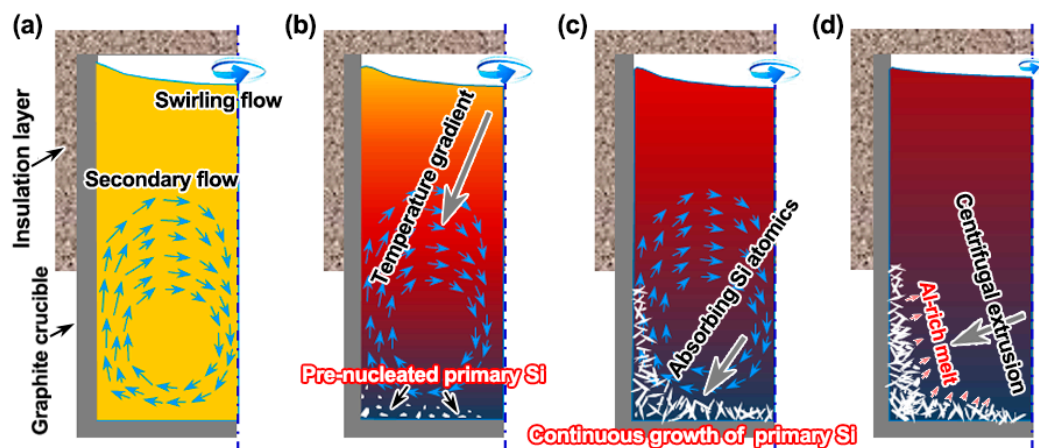 (a)
(b)
(c)
(d)
Insulation layer
Graphite crucible
Swirling flow
Secondary flow
Temperature gradient
Pre-nucleated primary Si
Absorbing Si atomics
Continuous growth of primary Si
Centrifugal extrusion
Al-rich melt